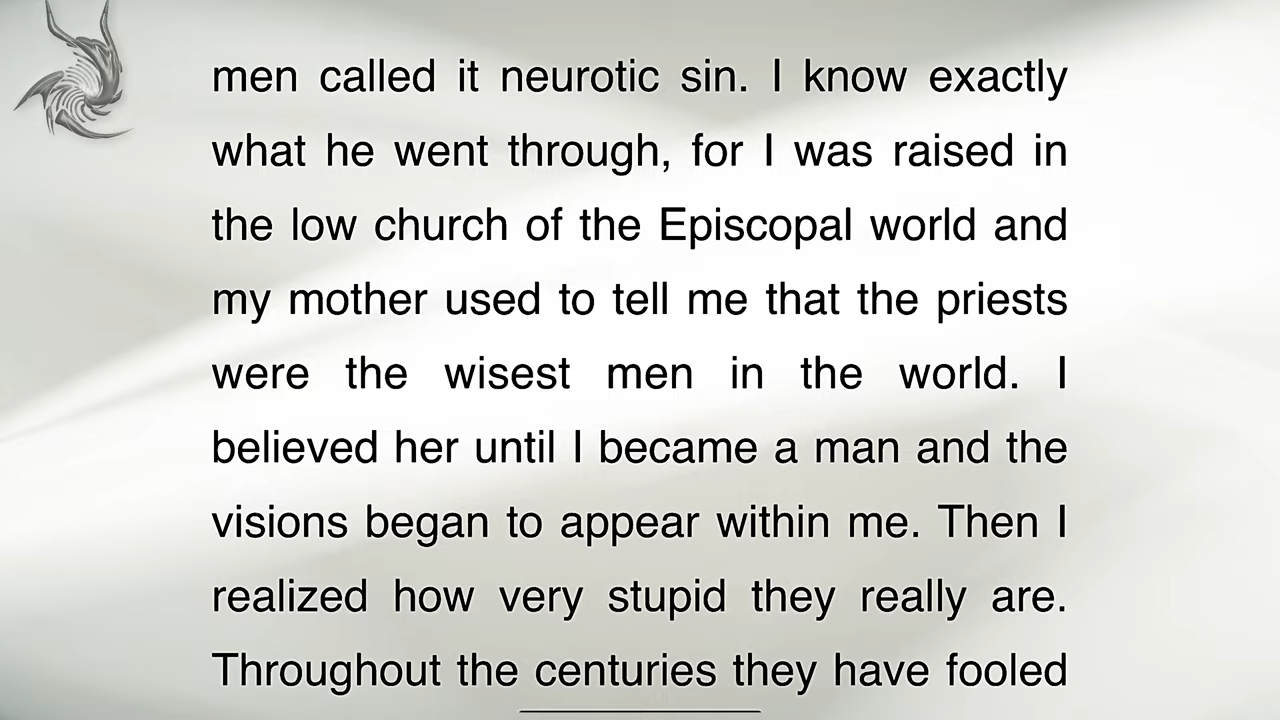 men called it neurotic sin. I know exactly
what he went through, for I was raised in
the low church of the Episcopal world and
my mother used to tell me that the priests
were the wisest men in the world. I
believed her until I became a man and the
visions began to appear within me. Then I
realized how very stupid they really are.
Throughout the centuries they have fooled